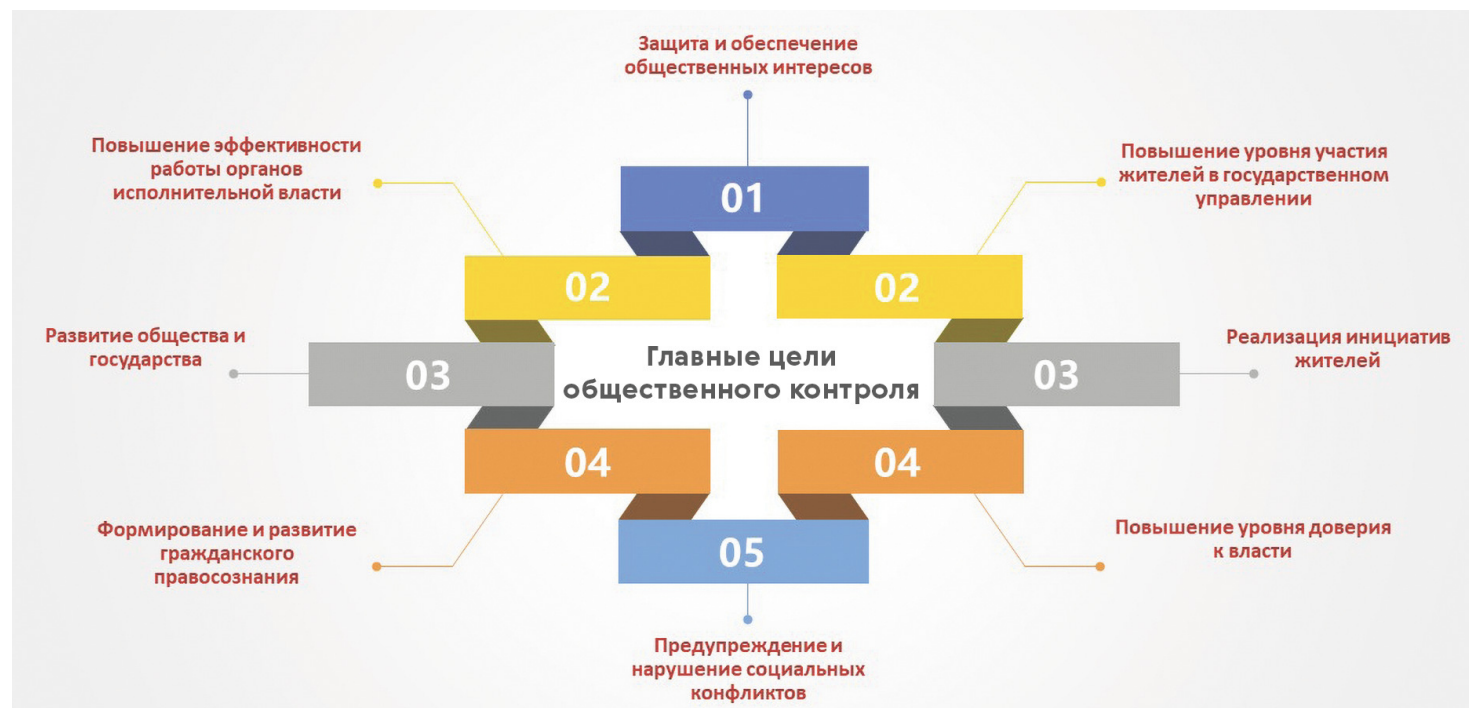 Защита и обеспечение
общественных интересов
Повышение эффективности
работы органов
исполнительной власти
Повышение уровня участия
жителей в государственном
управлении
01
02
02
Развитие общества и
государства
03
Главные цели
общественного контроля
03
Реализация инициатив
жителей
04
04
Формирование и развитие
гражданского
правосознания
05
Повышение уровня доверия
к власти
Предупреждение и
нарушение социальных
конфликтов